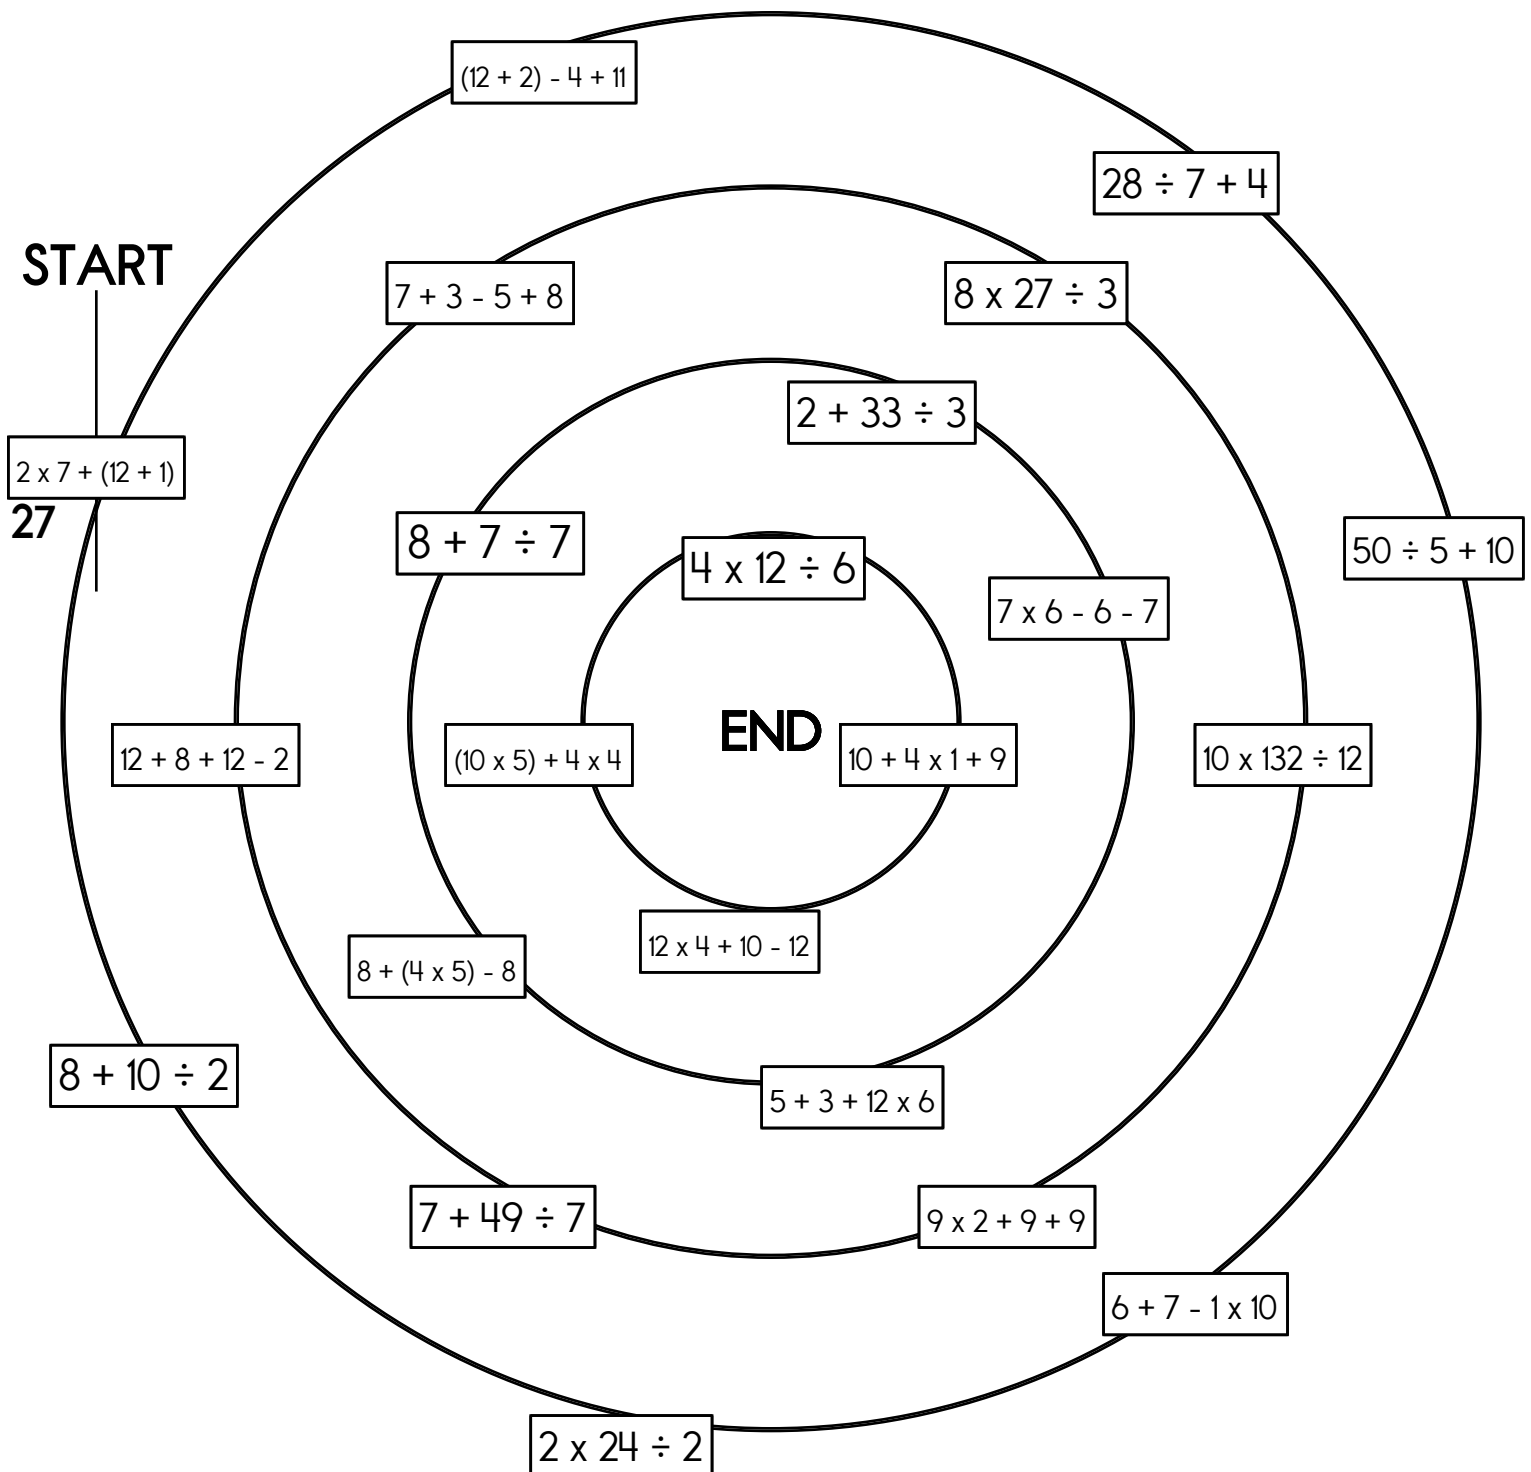 (12 + 2) - 4 + 11
28 ÷ 7 + 4
START
7 + 3 - 5 + 8
8 x 27 ÷ 3
2 + 33 ÷ 3
2 x 7 + (12 + 1)
27
8 + 7 ÷ 7
50 ÷ 5 + 10
4 x 12 ÷ 6
7 x 6 - 6 - 7
12 + 8 + 12 - 2
(10 x 5) + 4 x 4
END
10 + 4 x 1 + 9
10 x 132 ÷ 12
12 x 4 + 10 - 12
8 + (4 x 5) - 8
8 + 10 ÷ 2
5 + 3 + 12 x 6
7 + 49 ÷ 7
9 x 2 + 9 + 9
6 + 7 - 1 x 10
2 x 24 ÷ 2